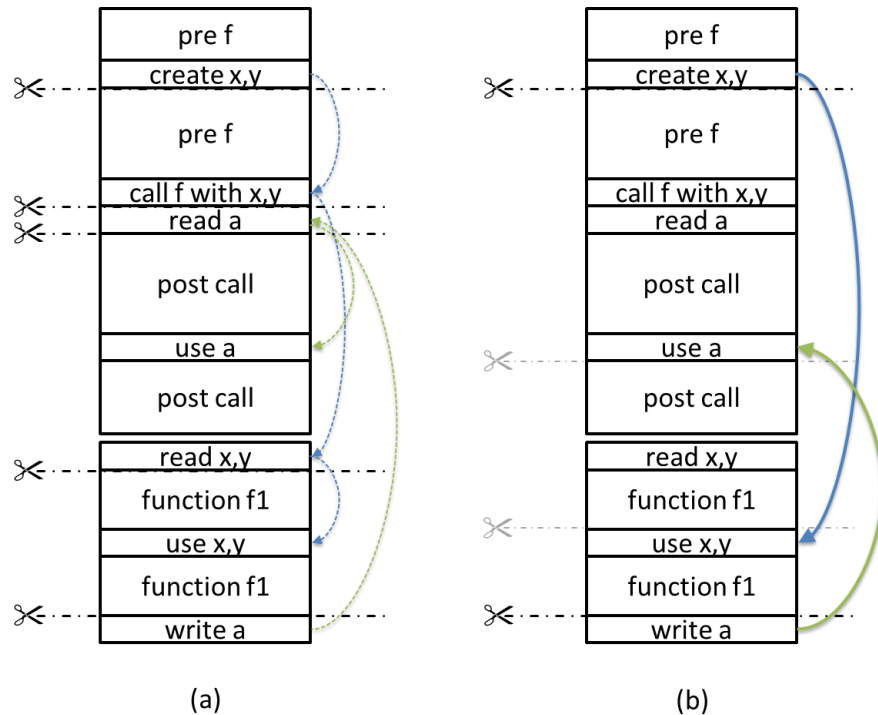 pre f
create x,y
pre f
call f with x,y
read a
post call
use a
post call
read x,y
function f1
use x,y
function f1
write a
(a)
pre f
create x,y
pre f
call f with x,y
read a
post call
use a
post call
read x,y
function f1
use x,y
function f1
write a
(b)